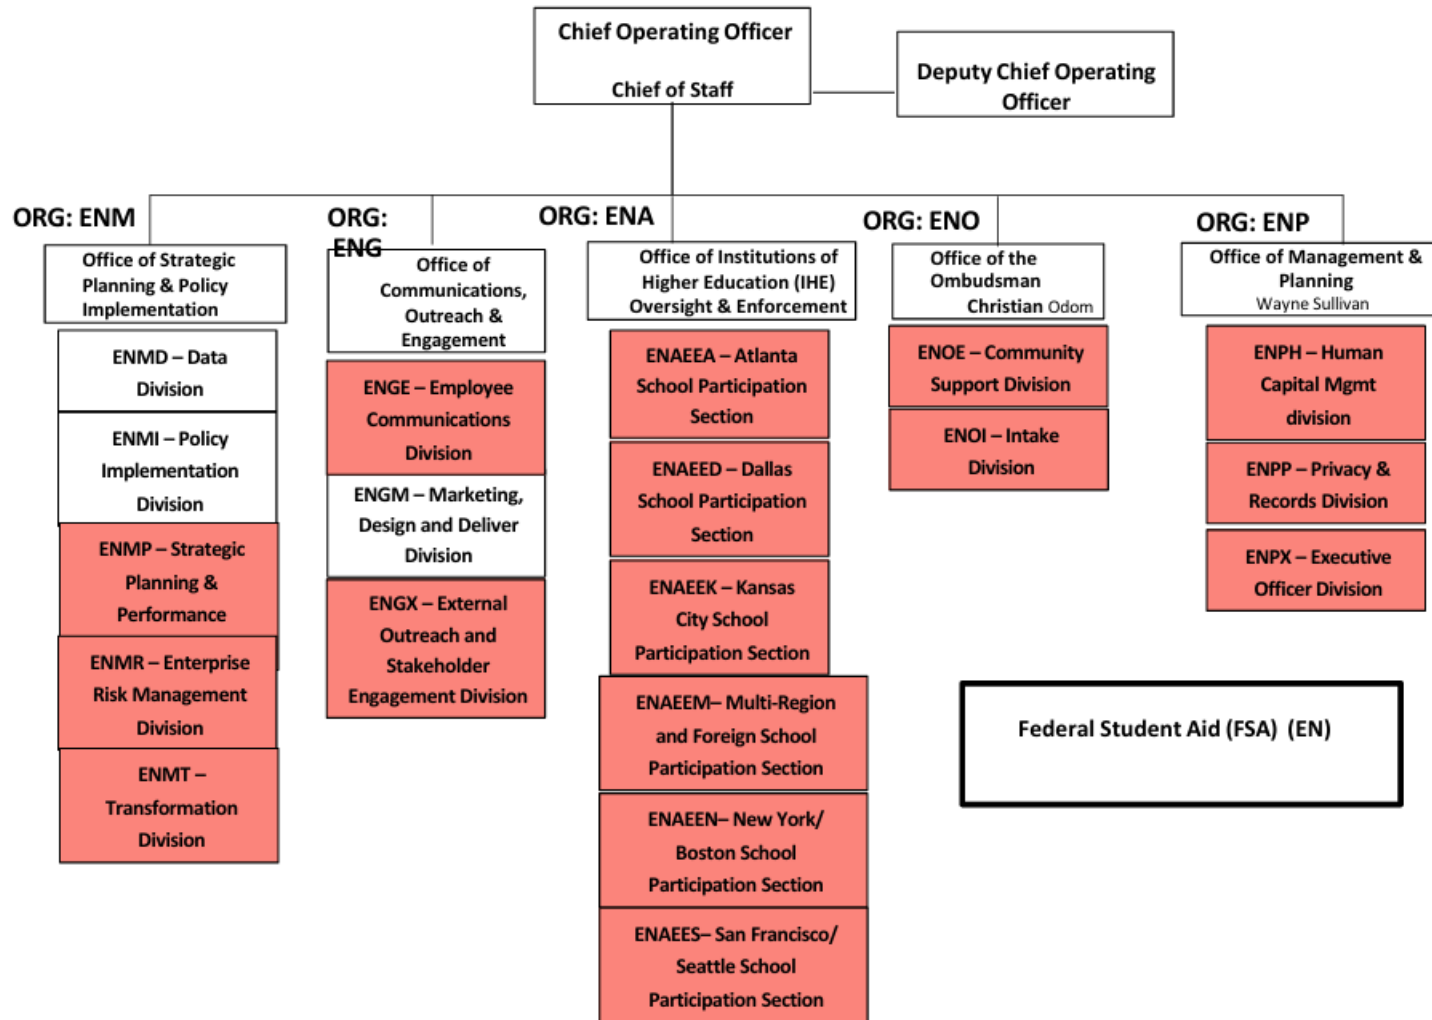 Chief Operating Officer
Chief of Staff
Deputy Chief Operating
Officer
ORG: ENM
Office of Strategic
Planning & Policy
Implementation
ENMD – Data
Division
ENMI – Policy
Implementation
Division
ENMP – Strategic
Planning &
Performance
ENMR – Enterprise
Risk Management
Division
ENMT –
Transformation
Division
ORG:
ENG
Office of
Communications,
Outreach &
Engagement
ENGE – Employee
Communications
Division
ENGM – Marketing,
Design and Deliver
Division
ENGX – External
Outreach and
Stakeholder
Engagement Division
ORG: ENA
Office of Institutions of
Higher Education (IHE)
Oversight & Enforcement
ENAEEA – Atlanta
School Participation
Section
ENAEED – Dallas
School Participation
Section
ENAEEK – Kansas
City School
Participation Section
ENAEEM– Multi-Region
and Foreign School
Participation Section
ENAEEN– New York/
Boston School
Participation Section
ENAEES– San Francisco/
Seattle School
Participation Section
ORG: ENO
Office of the
Ombudsman
Christian Odom
ENOE – Community
Support Division
ENOI – Intake
Division
ORG: ENP
Office of Management &
Planning
Wayne Sullivan
ENPH – Human
Capital Mgmt
division
ENPP – Privacy &
Records Division
ENPX – Executive
Officer Division
Federal Student Aid (FSA) (EN)